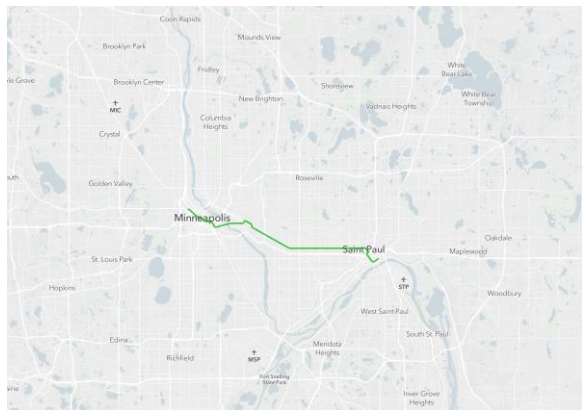 Coon Rapids
Mounds View
Brooklyn Park
White
Bear Lake
Fridley
Brooklyn Center
Shoreview
White Bear
Township
New Brighton
Vadnais Heights
MIC
Columbia
Heights
Crystal
Roseville
Golden Valley
Minneapolis
Oakdale
Saint Paul
Maplewood
St. Louis Park
STP
Hopkins
Woodbury
West Saint Paul
South St. Paul
Edina
Mendota
Heights
Richfield
MSP
Fort Snelling
State Park
Inver Grove
Heights